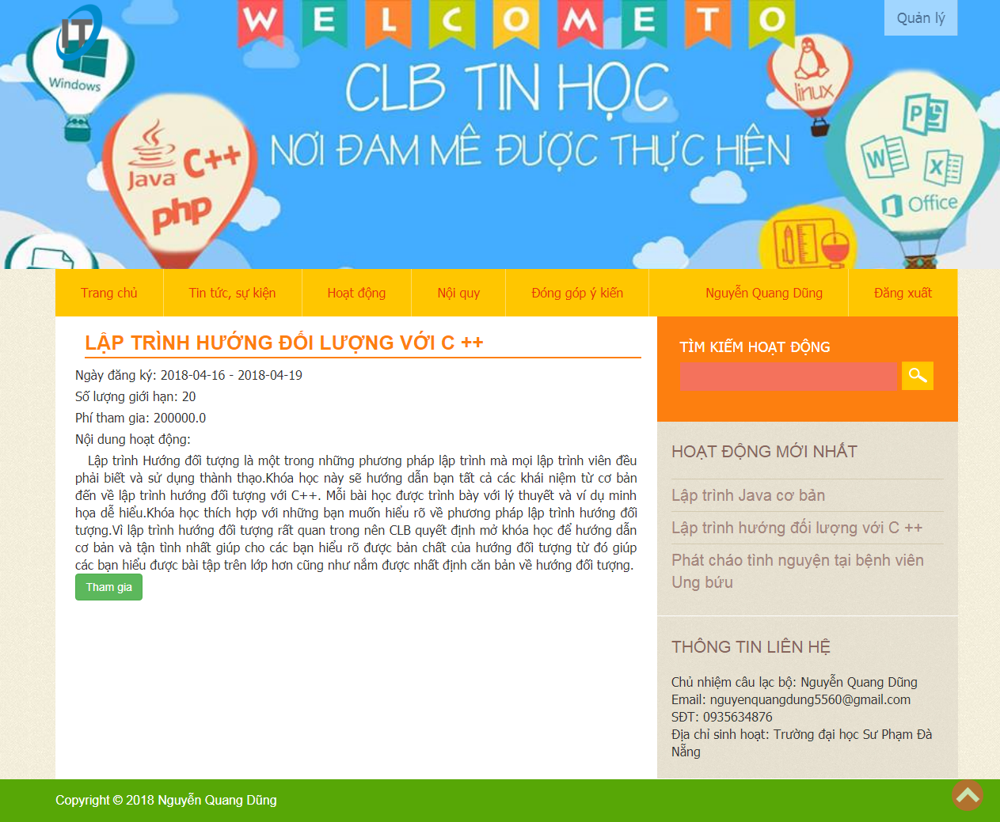 IT
WELCOME TO
Quản lý
Windows
CLB TIN HỌC
NƠI ĐAM MÊ ĐƯỢC THỰC HIỆN
Linux
Java
C++
php
Office
Trang chủ
Tin tức, sự kiện
Hoạt động
Nội quy
Đóng góp ý kiến
Nguyễn Quang Dũng
Đăng xuất
LẬP TRÌNH HƯỚNG ĐỐI LƯỢNG VỚI C ++
Ngày đăng ký: 2018-04-16 - 2018-04-19
Số lượng giới hạn: 20
Phí tham gia: 200000.0
Nội dung hoạt động:
Lập trình Hướng đối tượng là một trong những phương pháp lập trình mà mọi lập trình viên đều
phải biết và sử dụng thành thạo.Khóa học này sẽ hướng dẫn bạn tất cả các khái niệm từ cơ bản
đến về lập trình hướng đối tượng với C++. Mỗi bài học được trình bày với lý thuyết và ví dụ minh
họa dễ hiểu.Khóa học thích hợp với những bạn muốn hiểu rõ về phương pháp lập trình hướng đối
tượng.Vì lập trình hướng đối tượng rất quan trong nên CLB quyết định mở khóa học để hướng dẫn
cơ bản và tận tình nhất giúp cho các bạn hiểu rõ được bản chất của hướng đối tượng từ đó giúp
các bạn hiểu được bài tập trên lớp hơn cũng như nắm được nhất định căn bản về hướng đối tượng.
Tham gia
TÌM KIẾM HOẠT ĐỘNG
HOẠT ĐỘNG MỚI NHẤT
Lập trình Java cơ bản
Lập trình hướng đối lượng với C ++
Phát cháo tình nguyện tại bệnh viên
Ung bứu
THÔNG TIN LIÊN HỆ
Chủ nhiệm câu lạc bộ: Nguyễn Quang Dũng
Email: nguyenquangdung5560@gmail.com
SĐT: 0935634876
Địa chỉ sinh hoạt: Trường đại học Sư Phạm Đà
Nẵng
Copyright © 2018 Nguyễn Quang Dũng